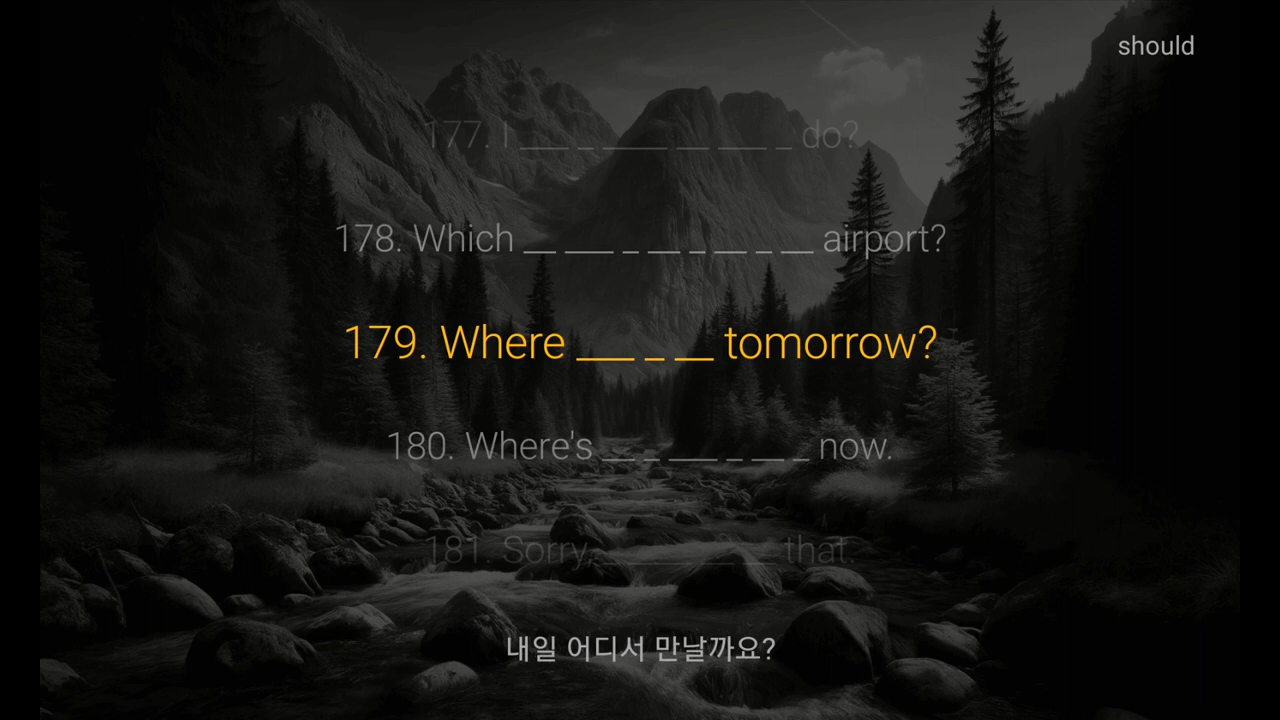 should
177. I ___ _ ____ __ ___ _ do?
178. Which __ ___ _ __ _ __ _ __ airport?
179. Where ___ _ __ tomorrow?
180. Where's __ _ ___ _ __ _ now.
181. Sorry, ________ __ that.
내일 어디서 만날까요?